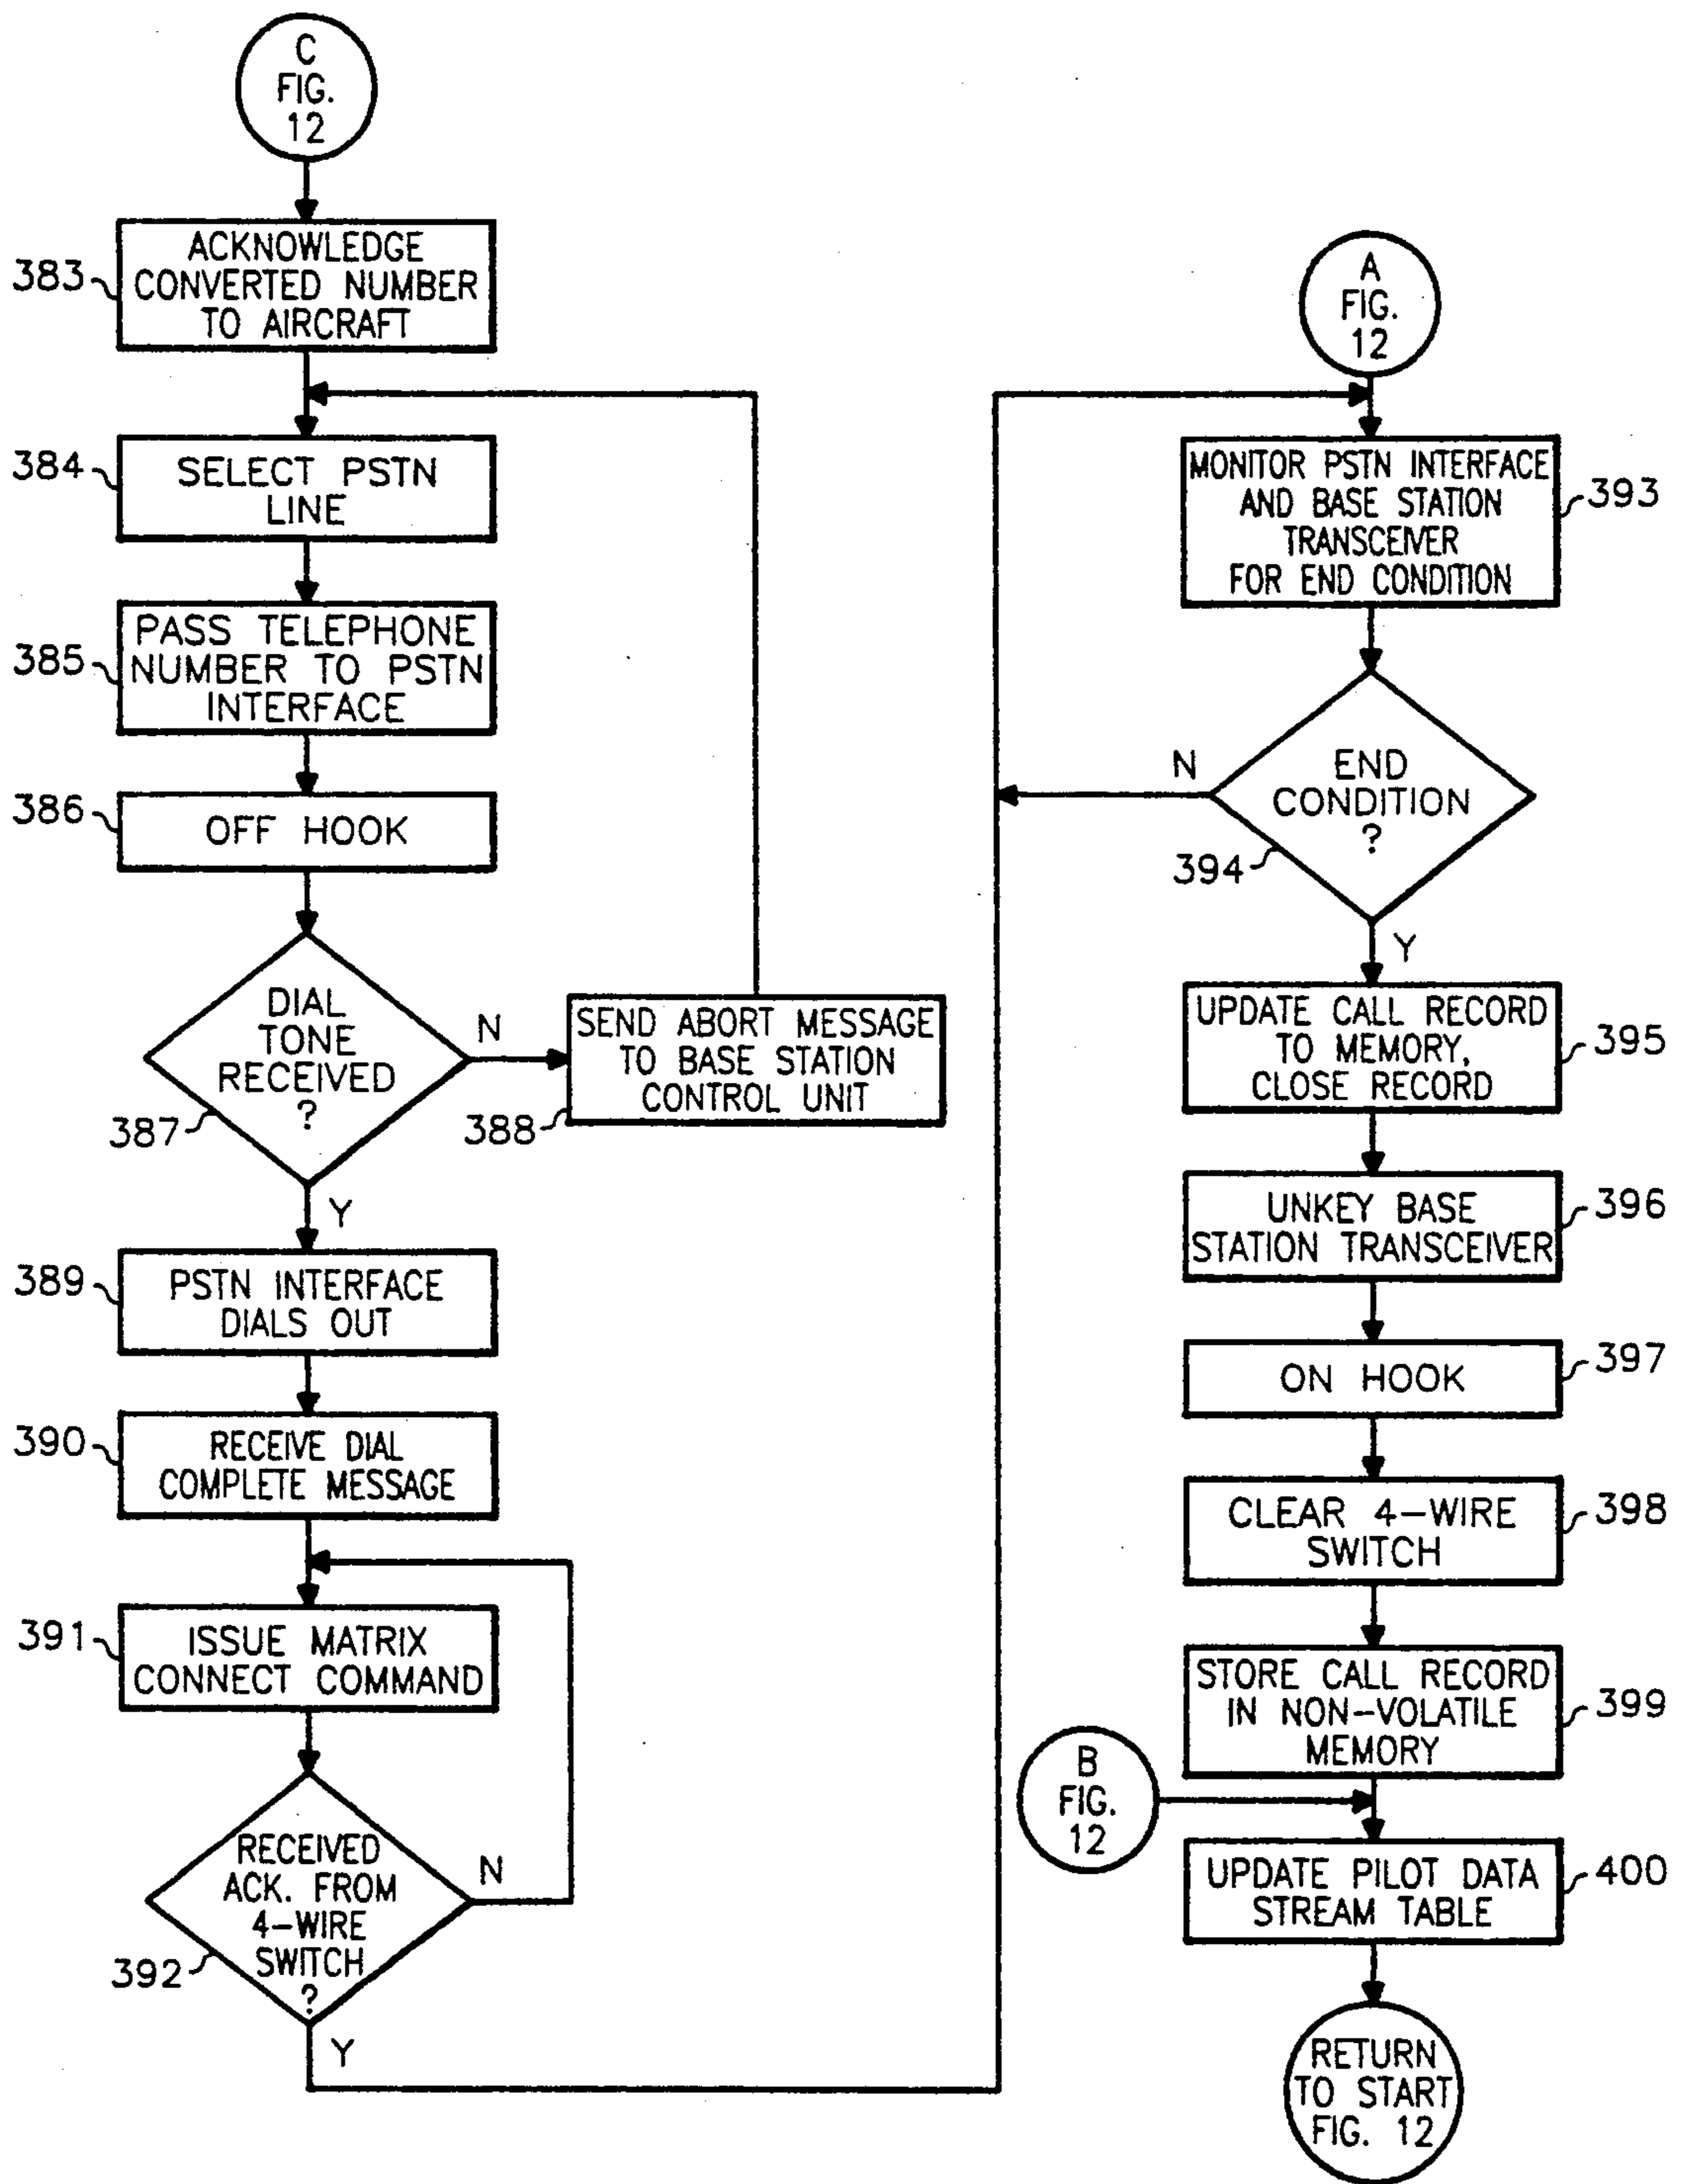 C
FIG.
12
383
ACKNOWLEDGE
CONVERTED NUMBER
TO AIRCRAFT
384
SELECT PSTN
LINE
385
PASS TELEPHONE
NUMBER TO PSTN
INTERFACE
386
OFF HOOK
DIAL
TONE
RECEIVED
?
387
N
SEND ABORT MESSAGE
TO BASE STATION
CONTROL UNIT
388
Y
389
PSTN INTERFACE
DIALS OUT
390
RECEIVE DIAL
COMPLETE MESSAGE
391
ISSUE MATRIX
CONNECT COMMAND
RECEIVED
ACK. FROM
4-WIRE
SWITCH
?
392
N
Y
A
FIG.
12
MONITOR PSTN INTERFACE
AND BASE STATION
TRANSCEIVER
FOR END CONDITION
393
END
CONDITION
?
394
N
Y
UPDATE CALL RECORD
TO MEMORY,
CLOSE RECORD
395
UNKEY BASE
STATION TRANSCEIVER
396
ON HOOK
397
CLEAR 4-WIRE
SWITCH
398
STORE CALL RECORD
IN NON-VOLATILE
MEMORY
399
B
FIG.
12
UPDATE PILOT DATA
STREAM TABLE
400
RETURN
TO START
FIG. 12